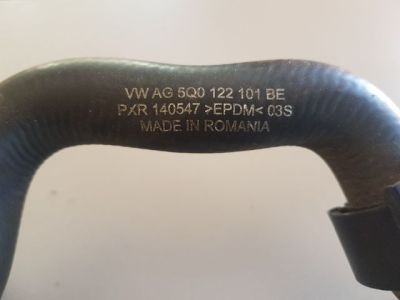 VW AG 5Q0 122 101 BE
PXR 140547 >EPDM< 03S
MADE IN ROMANIA